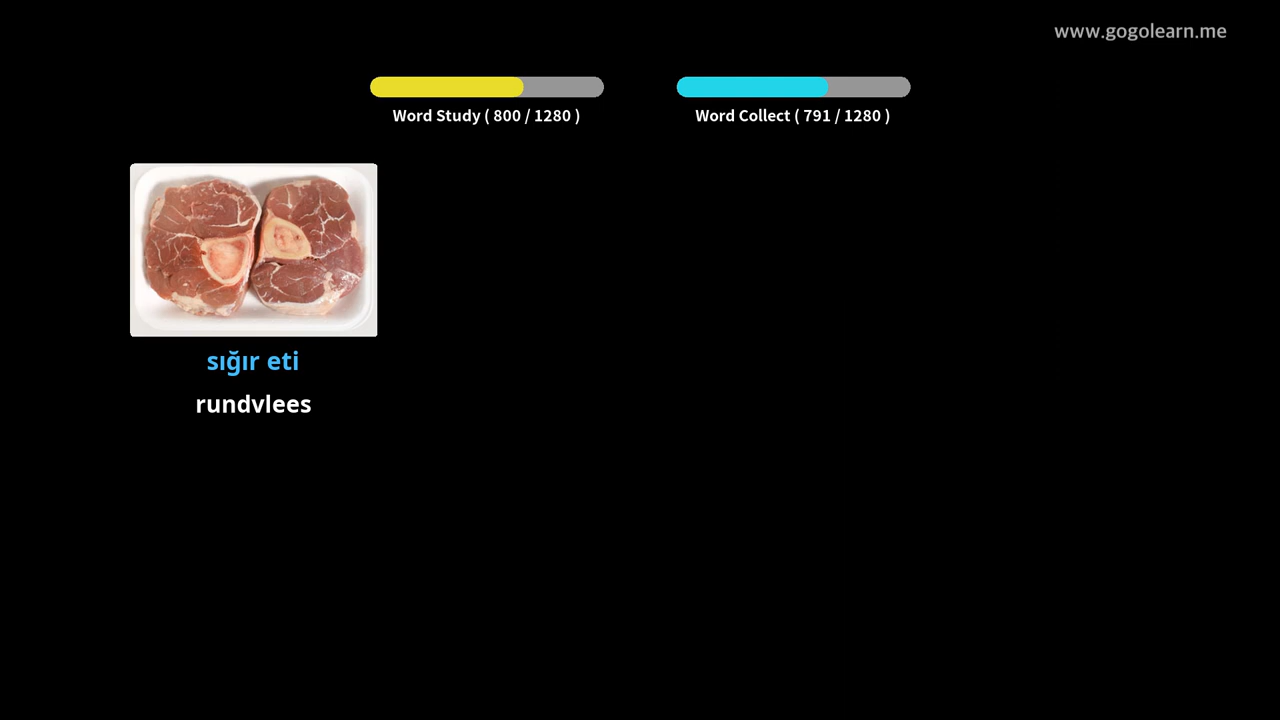 www.gogolearn.me
Word Study ( 800 / 1280 )
Word Collect ( 791 / 1280 )
sığır eti
rundvlees